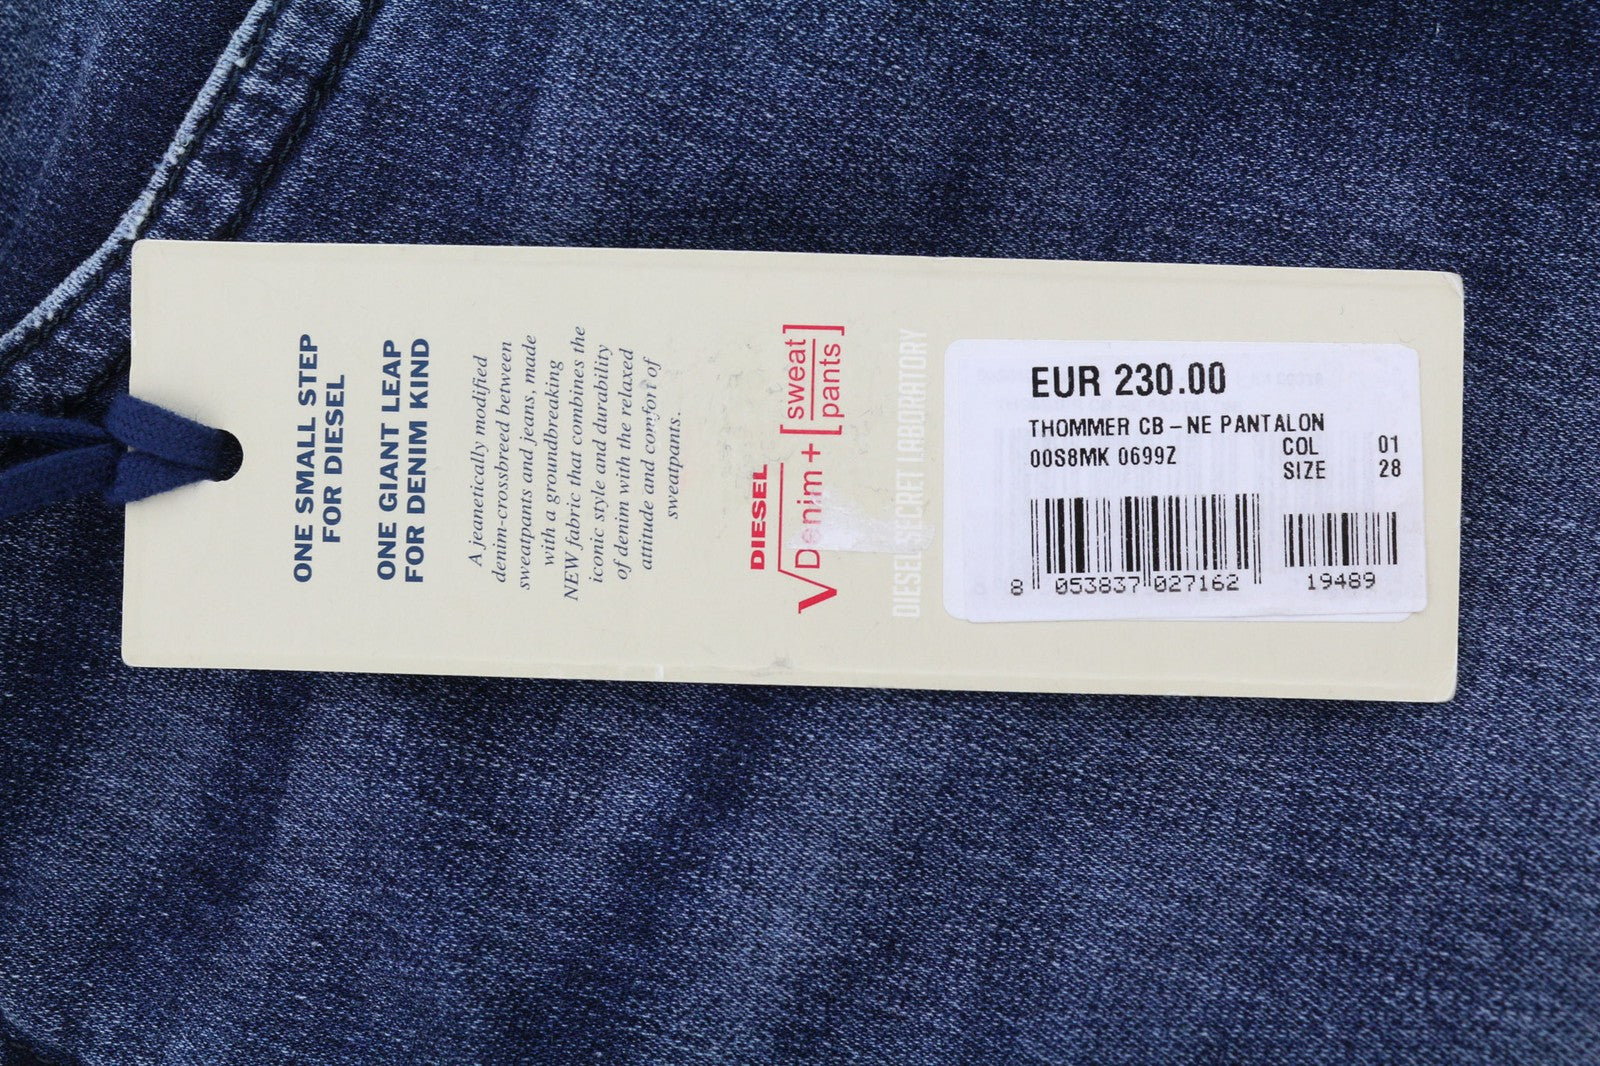 ONE SMALL STEP
FOR DIESEL
ONE GIANT LEAP
FOR DENIM KIND
A jeanetically modified
denim-crossbreed between
sweatpants and jeans, made
with a groundbreaking
NEW fabric that combines the
iconic style and durability
of denim with the relaxed
attitude and comfort of
sweatpants.
DIESEL
√Denim + [sweat
pants]
DIESEL SECRET LABORATORY
EUR 230.00
THOMMER CB – NE PANTALON
COL 01
00S8MK 0699Z
SIZE 28
8 053837 027162
19489